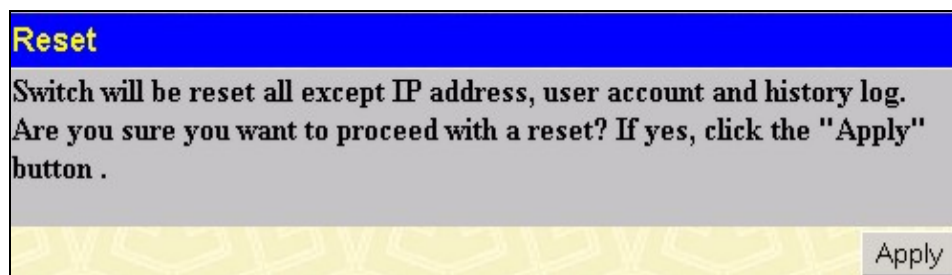 Reset
Switch will be reset all except IP address, user account and history log.
Are you sure you want to proceed with a reset? If yes, click the "Apply"
button .
Apply